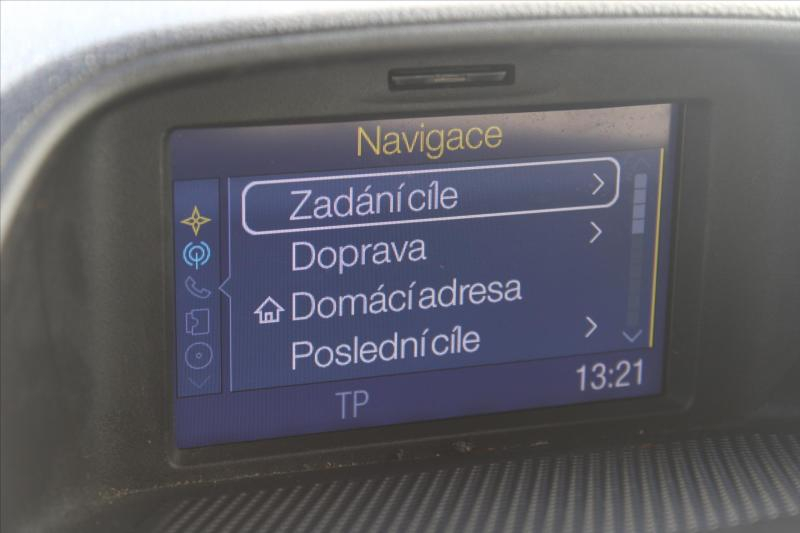 Navigace
Zadání cíle
Doprava
Domácí adresa
Poslední cíle
13:21
TP